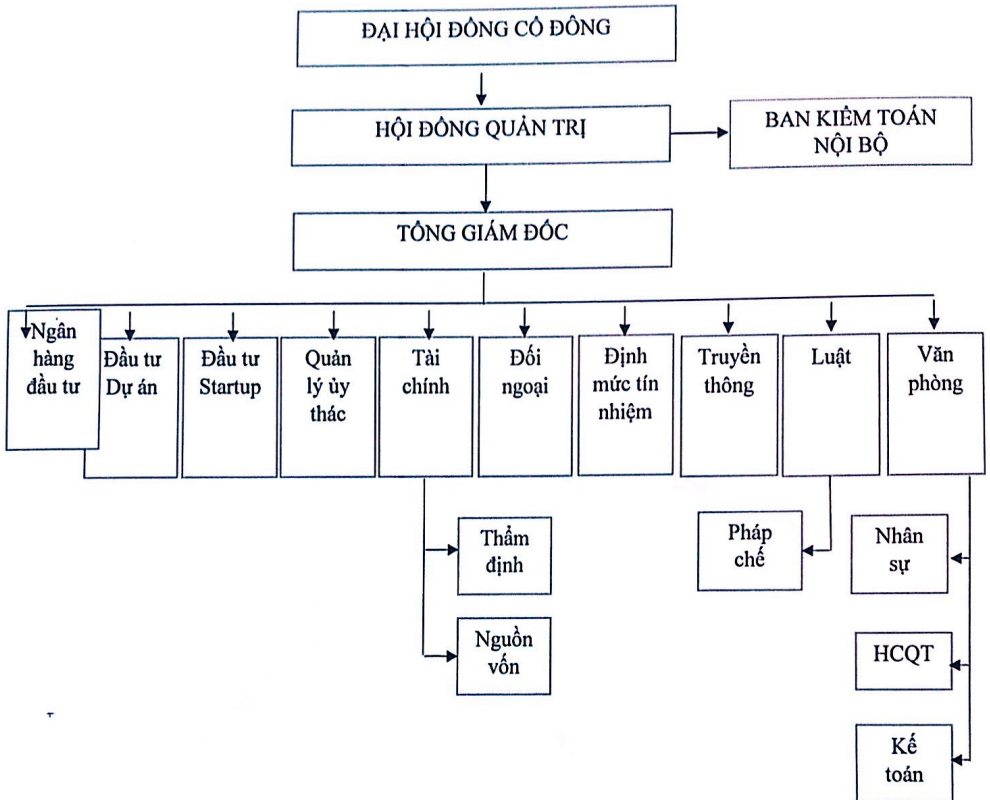 ĐẠI HỘI ĐỒNG CỔ ĐÔNG
HỘI ĐỒNG QUẢN TRỊ
BAN KIỂM TOÁN
NỘI BỘ
TỔNG GIÁM ĐỐC
Ngân
hàng
đầu tư
Đầu tư
Dự án
Đầu tư
Startup
Quản
lý ủy
thác
Tài
chính
Đối
ngoại
Định
mức tín
nhiệm
Truyền
thông
Luật
Văn
phòng
Thẩm
định
Nguồn
vốn
Pháp
chế
Nhân
sự
HCQT
Kế
toán